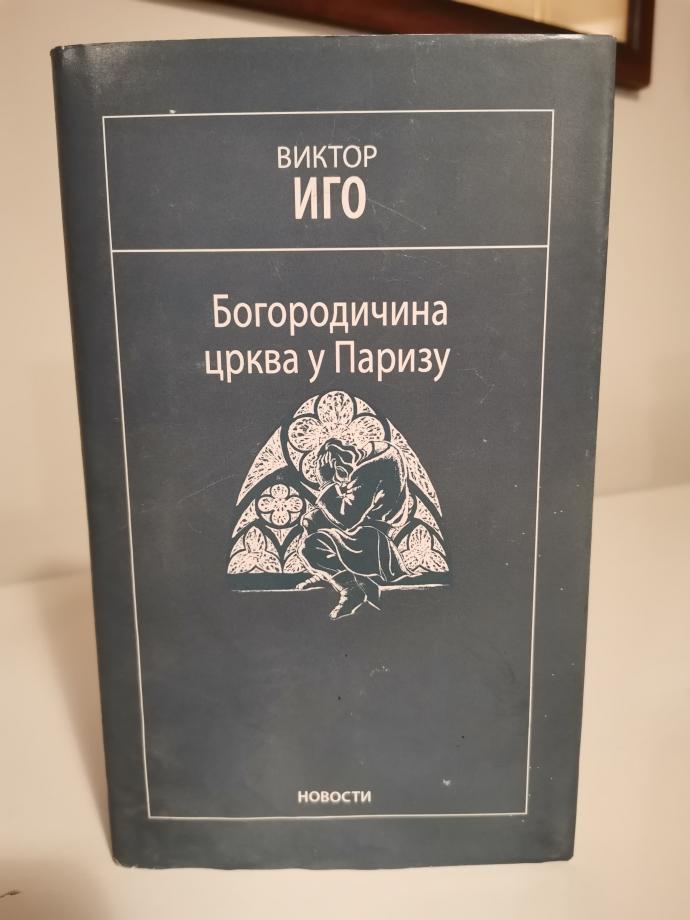 ВИКТОР
ИГО
Богородичина
црква у Паризу
НОВОСТИ